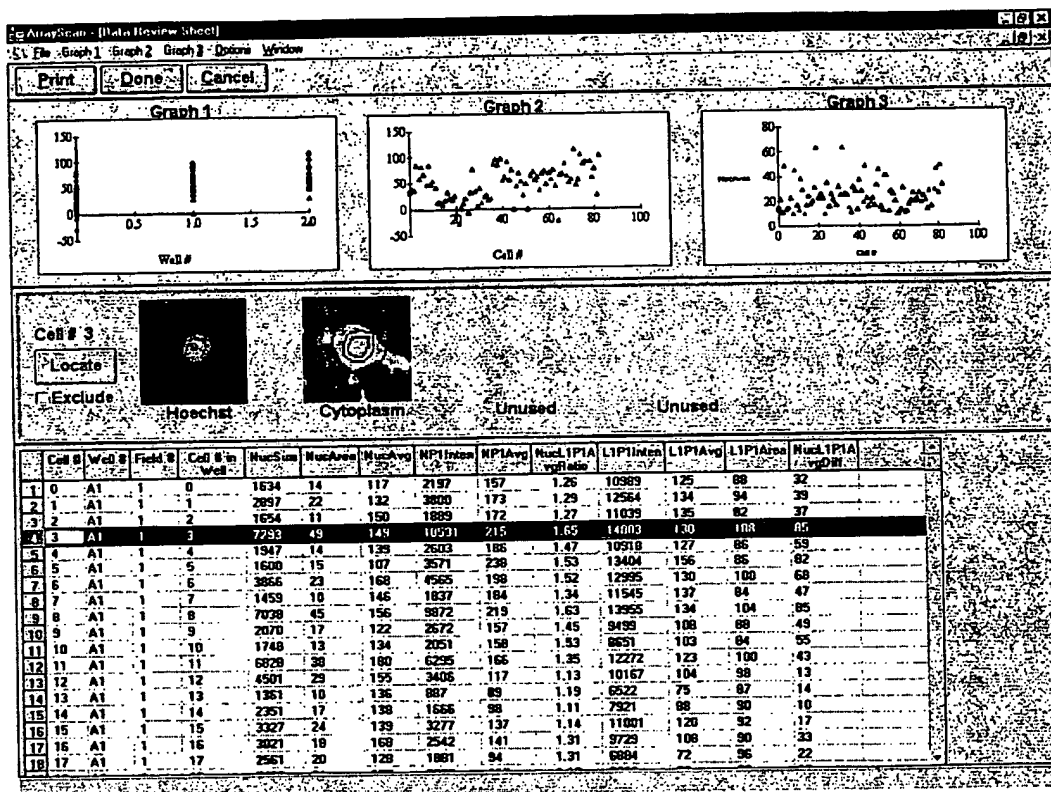 ArrayScan - [Data Review Sheet]
File Graph 1 Graph 2 Graph 3 Options Window
Print Done Cancel
Graph 1
150
100
50
0
-50
0.5 1.0 1.5 2.0
Well #
Graph 2
150
100
50
0
-50
20 40 60 80 100
Cell #
Graph 3
80
60
40
20
0
20 40 60 80 100
Cell #
Cell # 3
Locate
Exclude
Hoechst Cytoplasm Unused Unused
Cell # Well # Field # Cell # in Well NucSize NucArea NucAvg NP1Inten NP1Avg NucL1P1AvgRatio L1P1Inten L1P1Avg L1P1Area NucL1P1AvgDiff
1 0 A1 1 0 1634 14 117 2197 157 1.26 10989 125 88 32
2 1 A1 1 1 2897 22 132 3800 173 1.29 12564 134 94 39
3 2 A1 1 2 1654 11 150 1889 172 1.27 11039 135 82 37
4 3 A1 1 3 7293 49 149 10531 215 1.65 14003 130 108 85
5 4 A1 1 4 1947 14 139 2603 186 1.47 10918 127 86 59
6 5 A1 1 5 1600 15 107 3571 238 1.53 13404 156 86 82
7 6 A1 1 6 3866 23 168 4565 198 1.52 12995 130 100 68
8 7 A1 1 7 1459 10 146 1837 184 1.34 11545 137 84 47
9 8 A1 1 8 7038 45 156 9872 219 1.63 13955 134 104 85
10 9 A1 1 9 2070 17 122 2672 157 1.45 9499 108 88 49
11 10 A1 1 10 1748 13 134 2051 158 1.53 8651 103 84 55
12 11 A1 1 11 6828 38 180 6295 166 1.35 12272 123 100 43
13 12 A1 1 12 4501 29 155 3406 117 1.13 10167 104 98 13
14 13 A1 1 13 1361 10 136 887 89 1.19 6522 75 87 14
15 14 A1 1 14 2351 17 138 1666 98 1.11 7921 88 90 10
16 15 A1 1 15 3327 24 139 3277 137 1.14 11001 120 92 17
17 16 A1 1 16 3021 18 168 2542 141 1.31 9729 108 90 33
18 17 A1 1 17 2561 20 128 1881 94 1.31 6884 72 96 22